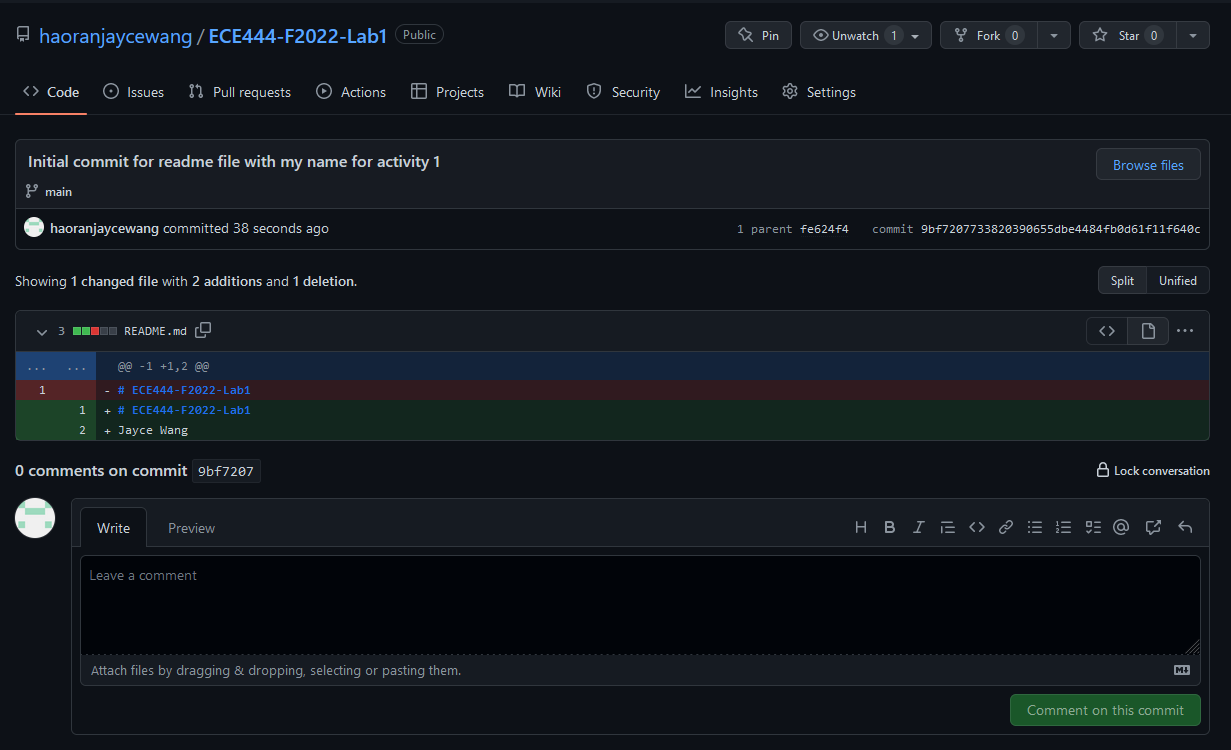 haoranjaycewang / ECE444-F2022-Lab1 Public Pin Unwatch 1 Fork 0 Star 0
Code Issues Pull requests Actions Projects Wiki Security Insights Settings
Initial commit for readme file with my name for activity 1
Browse files
main
haoranjaycewang committed 38 seconds ago 1 parent fe624f4 commit 9bf7207733820390655dbe4484fb0d61f11f640c
Showing 1 changed file with 2 additions and 1 deletion. Split Unified
3 README.md
... ... @@ -1 +1,2 @@
1 - # ECE444-F2022-Lab1
1 + # ECE444-F2022-Lab1
2 + Jayce Wang
0 comments on commit 9bf7207 Lock conversation
Write Preview
Leave a comment
Attach files by dragging & dropping, selecting or pasting them.
Comment on this commit